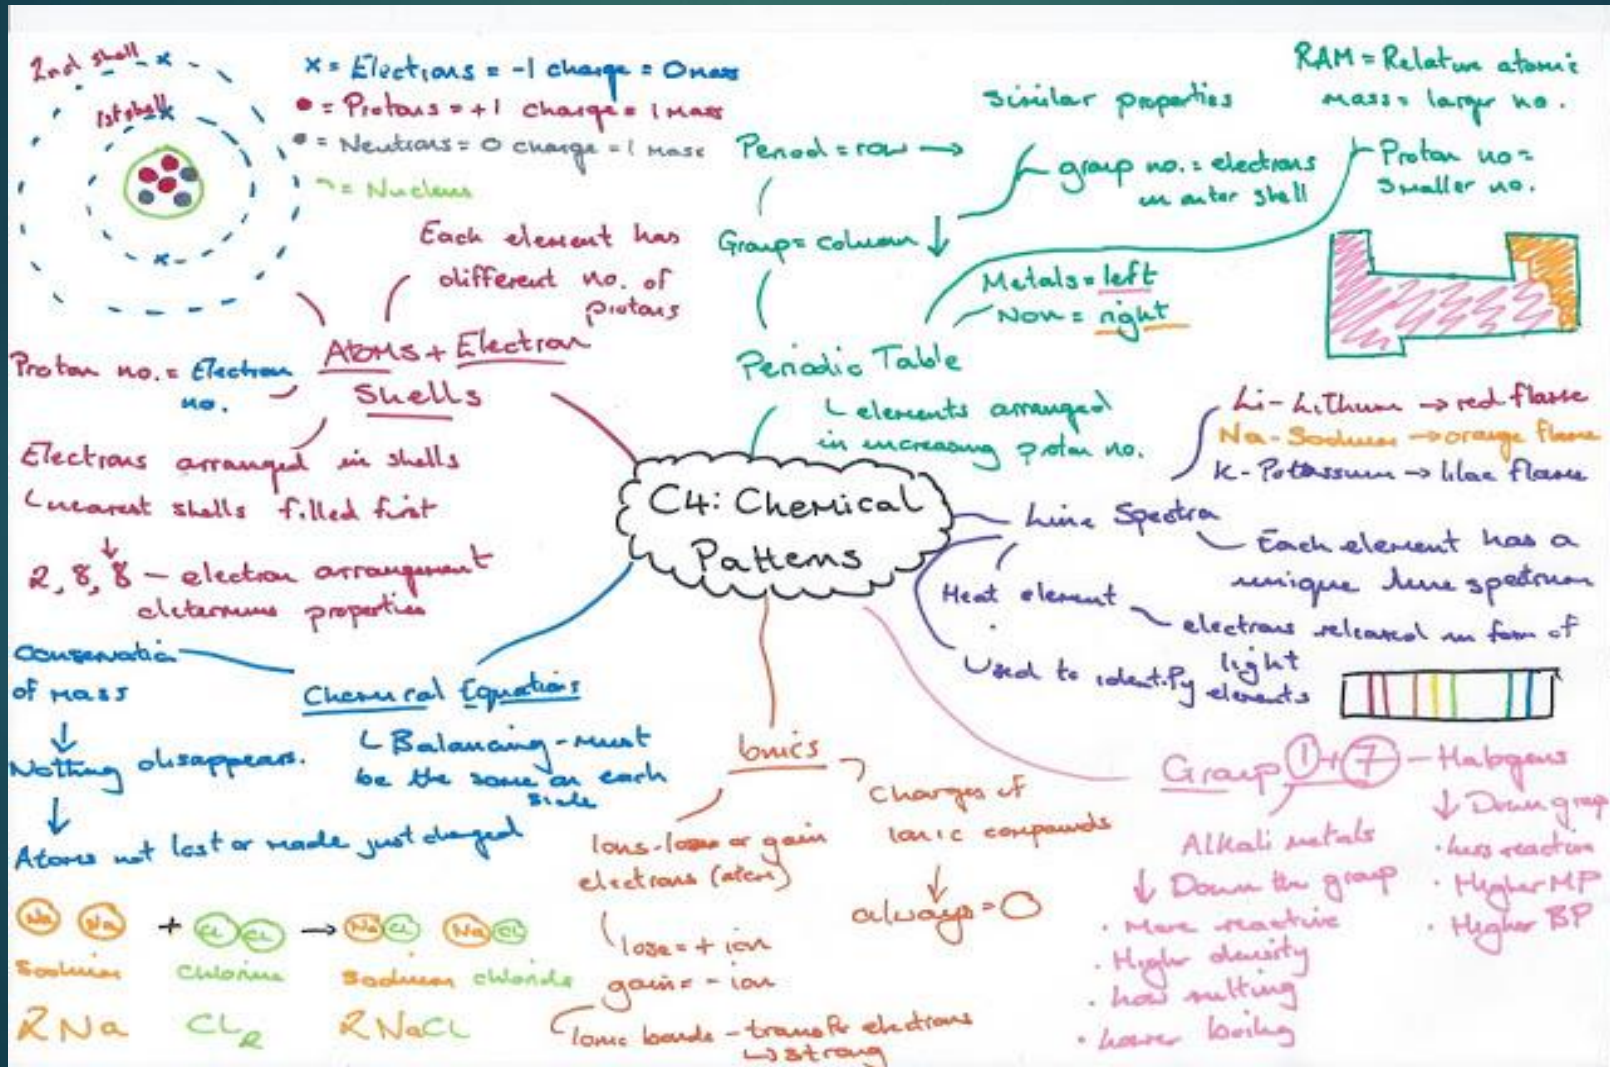 2nd shell
1st shell
x = Electrons = -1 charge = 0 mass
= Protons = +1 charge = 1 mass
= Neutrons = 0 charge = 1 mass
= Nucleus
Each element has
different no. of
protons
Atoms + Electron
Shells
Proton no. = Electron
no.
Electrons arranged in shells
nearest shells filled first
2, 8, 8 - electron arrangement
determines properties
Period = row →
Group = column ↓
Similar properties
group no. = electrons
in outer shell
RAM = Relative atomic
mass = larger no.
Proton no =
Smaller no.
Metals = left
Non = right
Periodic Table
elements arranged
in increasing proton no.
C4: Chemical
Patterns
Li - Lithium → red flame
Na - Sodium → orange flame
K - Potassium → lilac flame
Line Spectra
Each element has a
unique line spectrum
Heat element
electrons released in form of
light
Used to identify elements
Conservation
of mass
↓
Nothing disappears.
↓
Atoms not lost or made just changed
Chemical Equations
Balancing - must
be the same on each
side
Na Na + Cl Cl → Na Cl Na Cl
Sodium Chlorine Sodium chloride
2Na CL2 2NaCL
Ionics
Ions - lose or gain
electrons (atom)
lose = + ion
gain = - ion
Ionic bonds - transfer electrons
↳ strong
Charges of
Ionic compounds
↓
always = 0
Group 1 + 7 - Halogens
↓ Down group
· Less reaction
· Higher MP
· Higher BP
Alkali metals
↓ Down the group
· More reactive
· Higher density
· Low melting
· Lower boiling